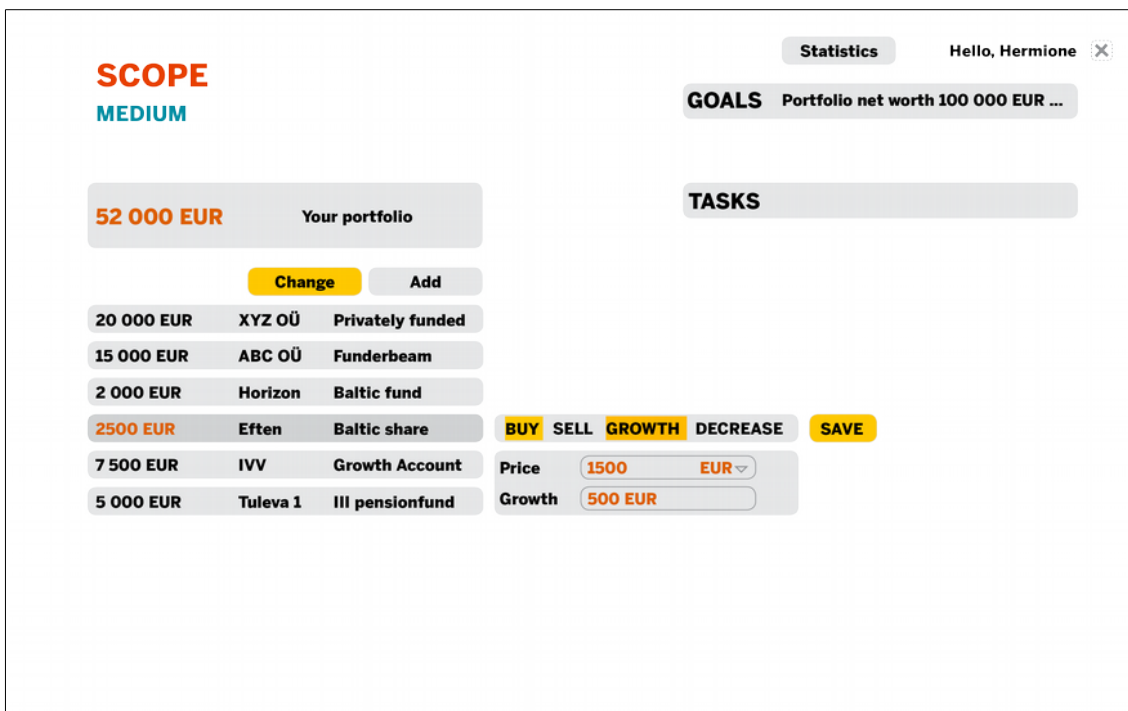 Statistics Hello, Hermione
SCOPE
MEDIUM
GOALS Portfolio net worth 100 000 EUR ...
TASKS
52 000 EUR Your portfolio
Change Add
20 000 EUR XYZ OÜ Privately funded
15 000 EUR ABC OÜ Funderbeam
2 000 EUR Horizon Baltic fund
2500 EUR Eften Baltic share BUY SELL GROWTH DECREASE SAVE
7 500 EUR IVV Growth Account Price 1500 EUR
5 000 EUR Tuleva 1 III pensionfund Growth 500 EUR